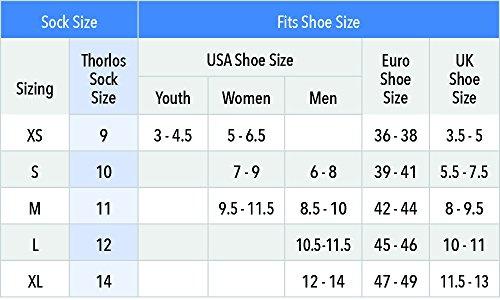 Sock Size Fits Shoe Size
Sizing Thorlos Sock Size USA Shoe Size Euro Shoe Size UK Shoe Size
Youth Women Men
XS 9 3 - 4.5 5 - 6.5 36 - 38 3.5 - 5
S 10 7 - 9 6 - 8 39 - 41 5.5 - 7.5
M 11 9.5 - 11.5 8.5 - 10 42 - 44 8 - 9.5
L 12 10.5-11.5 45 - 46 10 - 11
XL 14 12 - 14 47 - 49 11.5 - 13